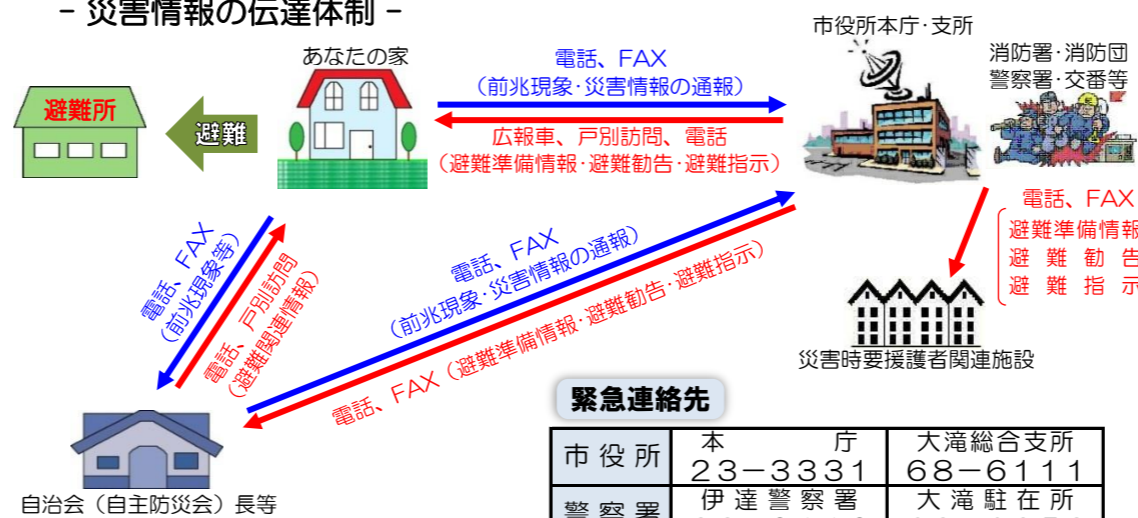 - 災害情報の伝達体制 -
市役所本庁・支所
消防署・消防団
警察署・交番等
あなたの家
避難所
避難
電話、FAX
(前兆現象・災害情報の通報)
広報車、戸別訪問、電話
(避難準備情報・避難勧告・避難指示)
電話、FAX
避難準備情報
避難勧告
避難指示
電話、FAX
(前兆現象等)
電話、戸別訪問
(避難関連情報)
電話、FAX
(前兆現象・災害情報の通報)
電話、FAX(避難準備情報・避難勧告・避難指示)
災害時要援護者関連施設
自治会(自主防災会)長等
緊急連絡先
市役所 本庁 大滝総合支所
23-3331 68-6111
警察署 伊達警察署 大滝駐在所